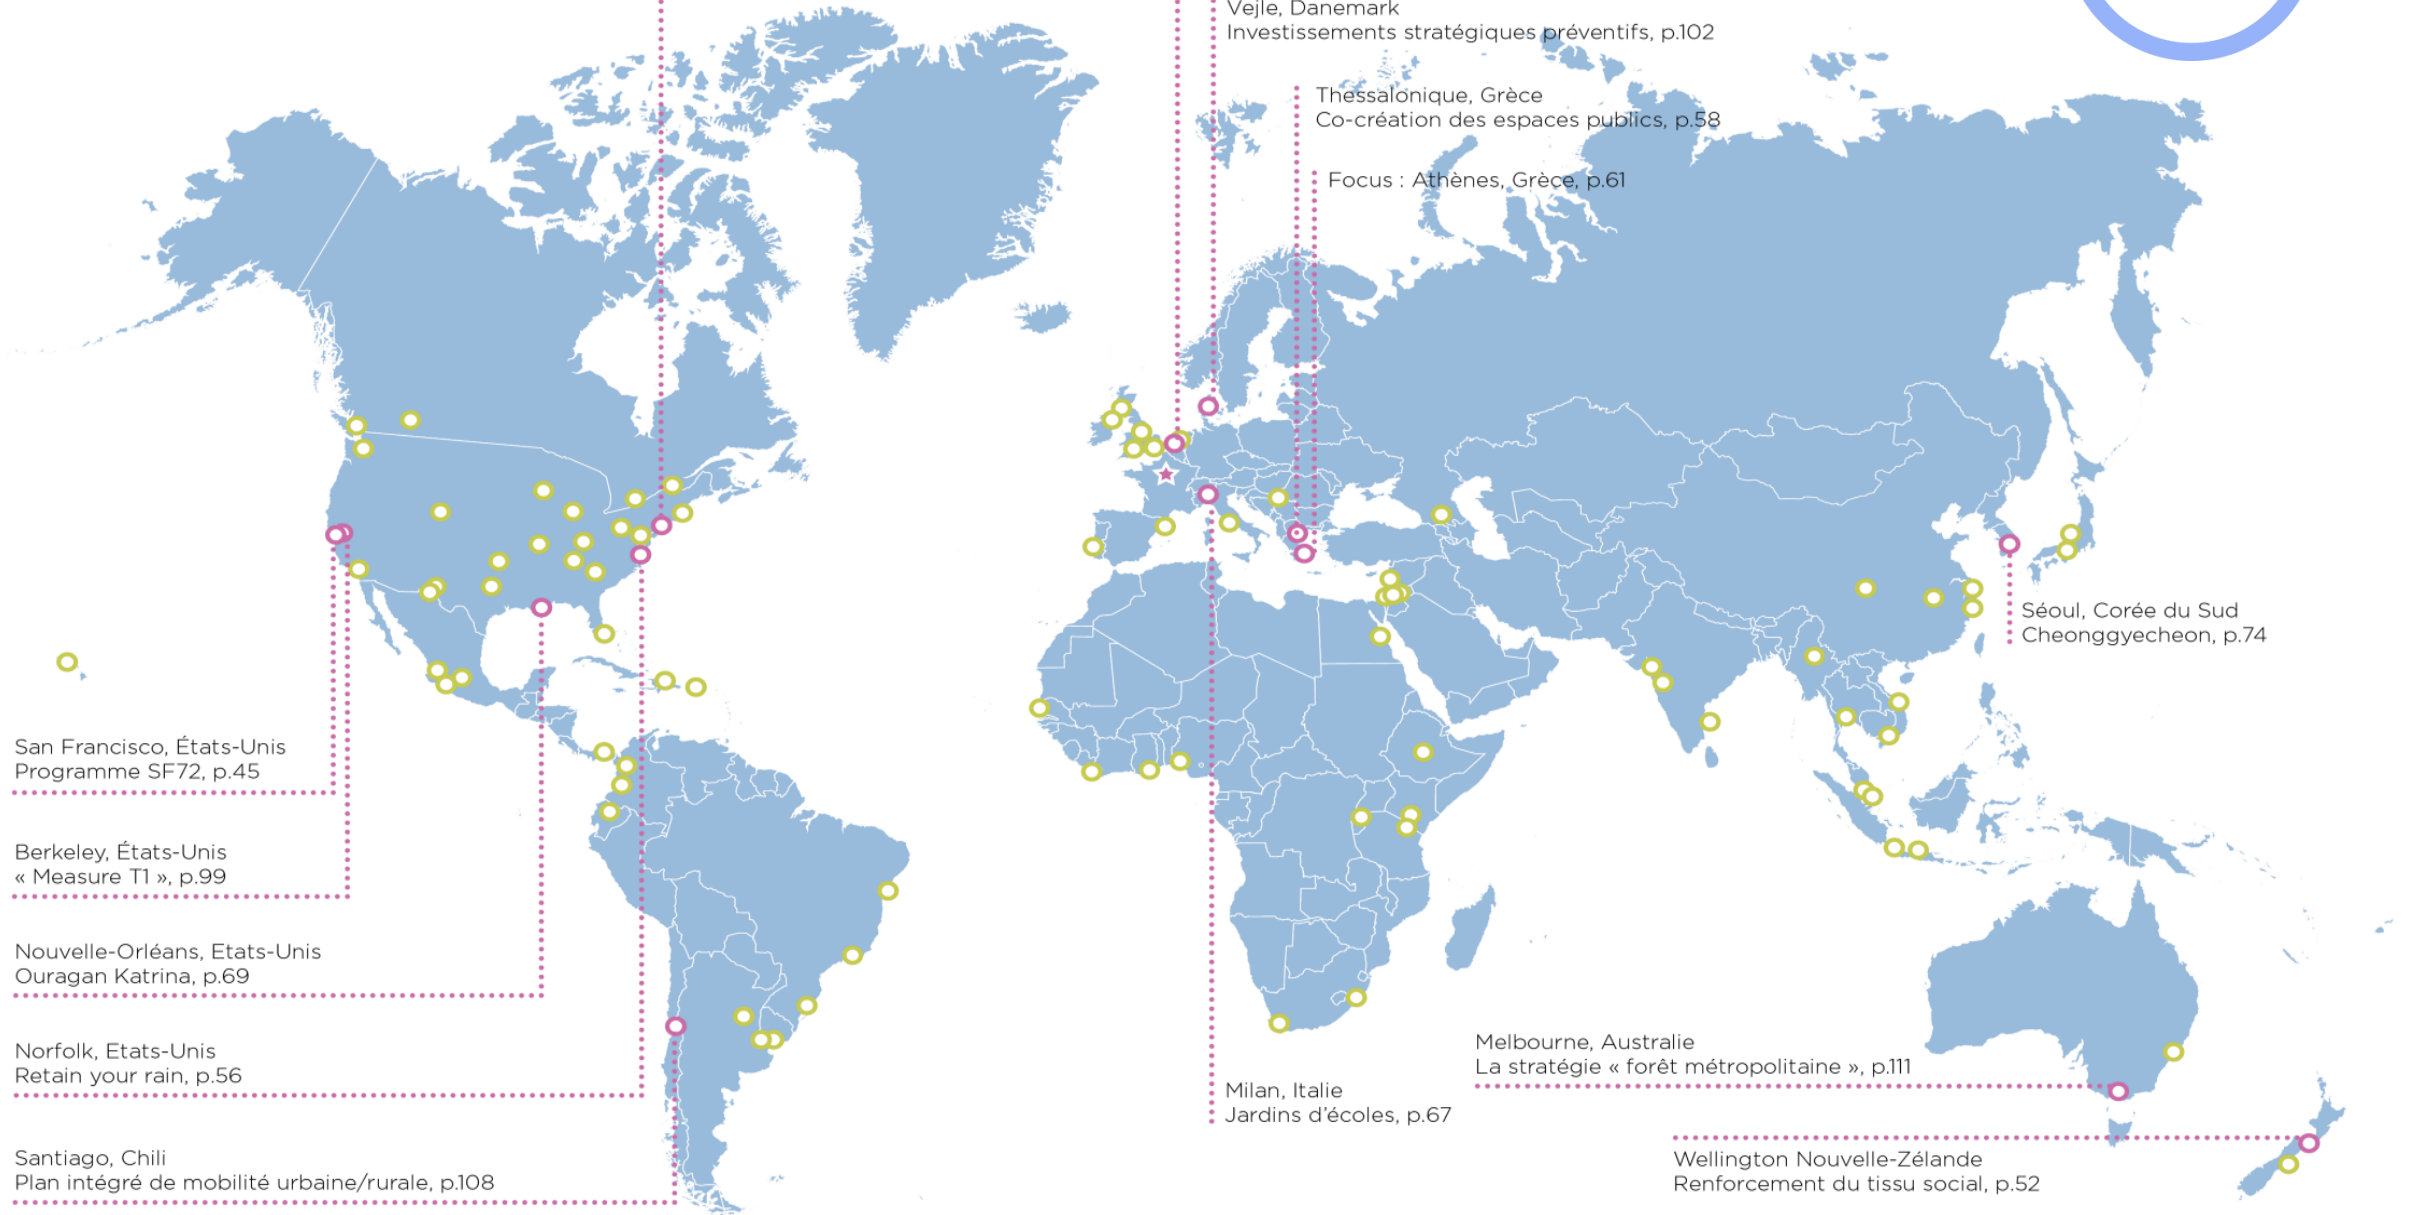 Vejle, Danemark
Investissements stratégiques préventifs, p.102
Thessalonique, Grèce
Co-création des espaces publics, p.58
Focus : Athènes, Grèce, p.61
Séoul, Corée du Sud
Cheonggyecheon, p.74
San Francisco, États-Unis
Programme SF72, p.45
Berkeley, États-Unis
« Measure T1 », p.99
Nouvelle-Orléans, Etats-Unis
Ouragan Katrina, p.69
Norfolk, Etats-Unis
Retain your rain, p.56
Santiago, Chili
Plan intégré de mobilité urbaine/rurale, p.108
Milan, Italie
Jardins d'écoles, p.67
Melbourne, Australie
La stratégie « forêt métropolitaine », p.111
Wellington Nouvelle-Zélande
Renforcement du tissu social, p.52